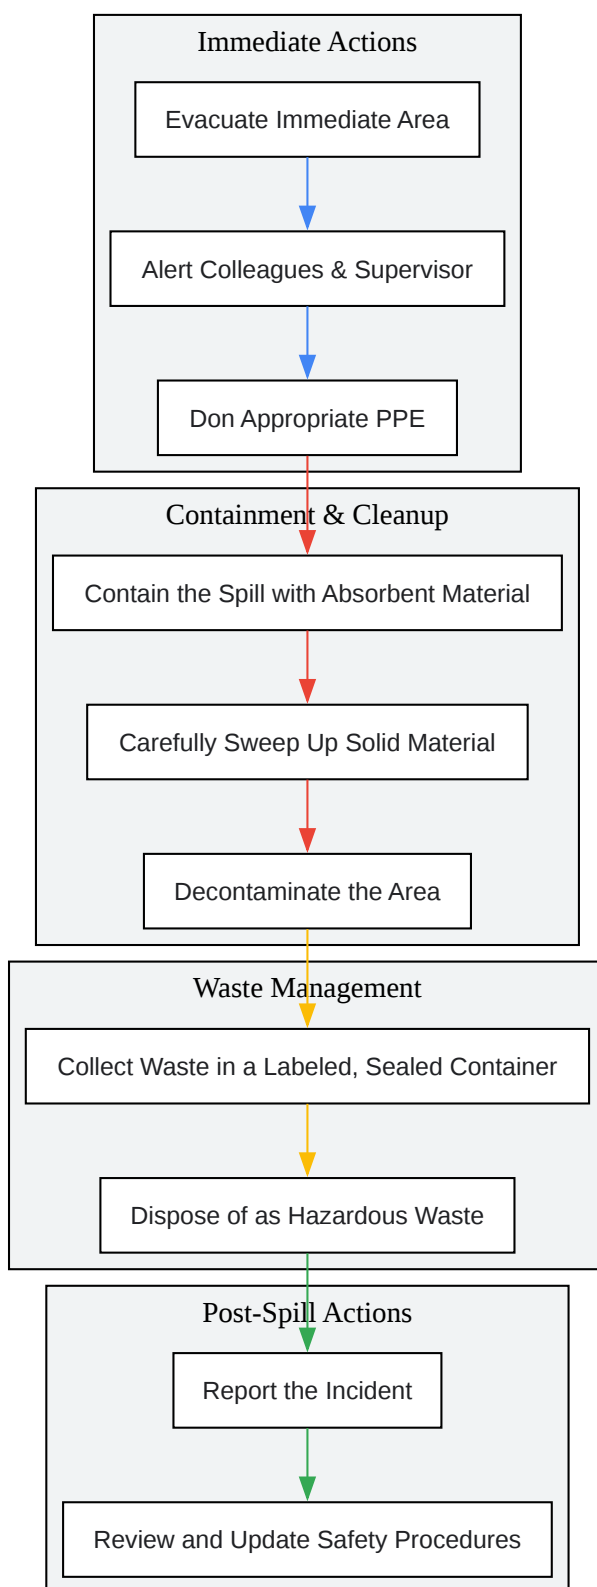 Immediate Actions
Evacuate Immediate Area
Alert Colleagues & Supervisor
Don Appropriate PPE
Containment & Cleanup
Contain the Spill with Absorbent Material
Carefully Sweep Up Solid Material
Decontaminate the Area
Waste Management
Collect Waste in a Labeled, Sealed Container
Dispose of as Hazardous Waste
Post-Spill Actions
Report the Incident
Review and Update Safety Procedures